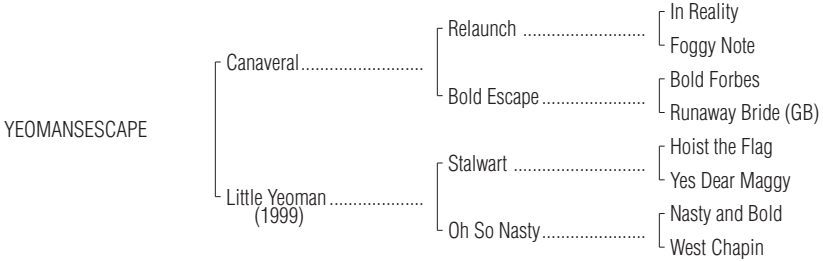 In Reality
Relaunch ..........................
Foggy Note
Canaveral..........................
Bold Forbes
Bold Escape......................
Runaway Bride (GB)
YEOMANSESCAPE
Hoist the Flag
Stalwart ............................
Yes Dear Maggy
Little Yeoman ....................
(1999)
Nasty and Bold
Oh So Nasty......................
West Chapin